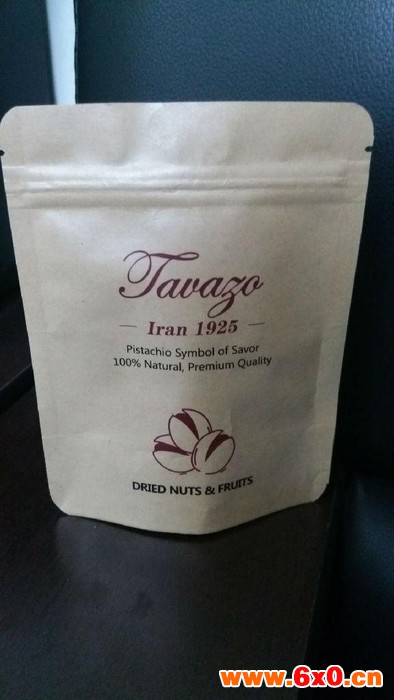 Tavazo
Iran 1925
Pistachio Symbol of Savor
100% Natural, Premium Quality
DRIED NUTS & FRUITS
www.6x0.cn